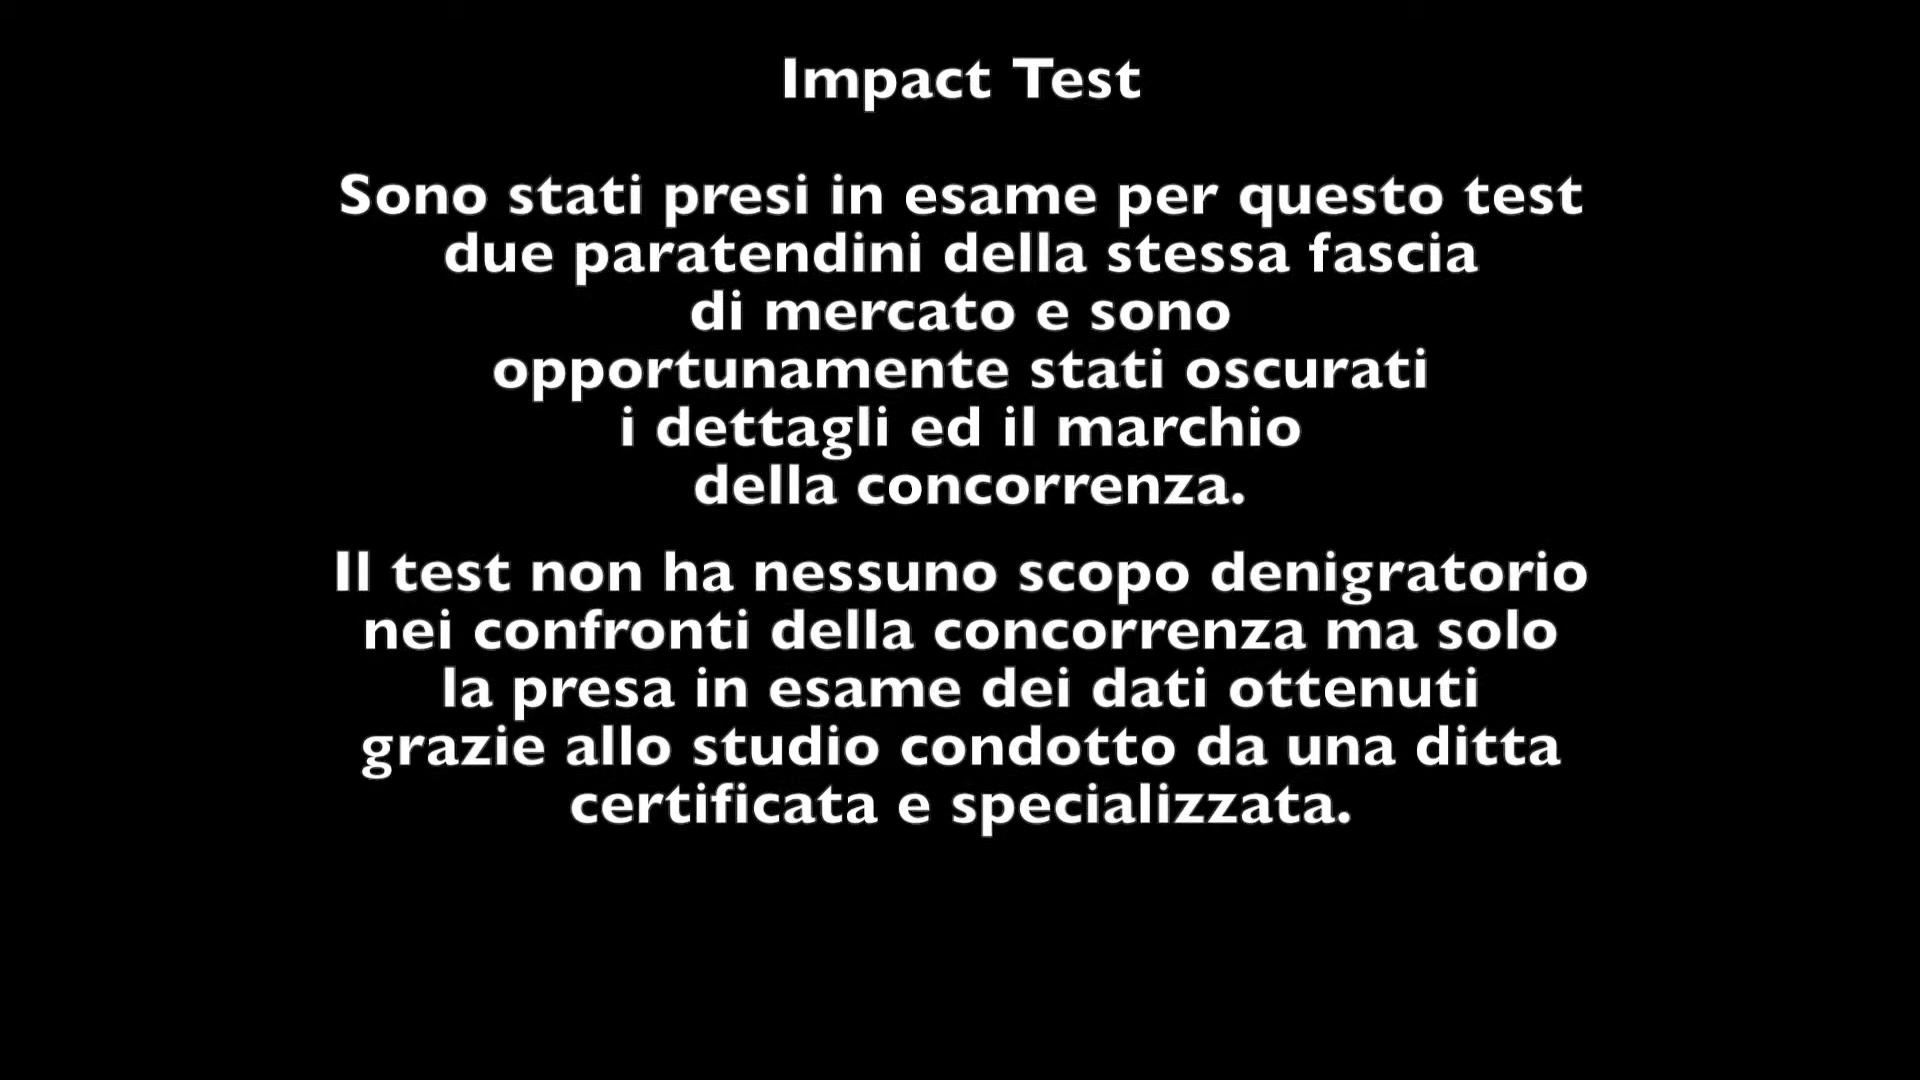 Impact Test
Sono stati presi in esame per questo test
due paratendini della stessa fascia
di mercato e sono
opportunamente stati oscurati
i dettagli ed il marchio
della concorrenza.
Il test non ha nessuno scopo denigratorio
nei confronti della concorrenza ma solo
la presa in esame dei dati ottenuti
grazie allo studio condotto da una ditta
certificata e specializzata.